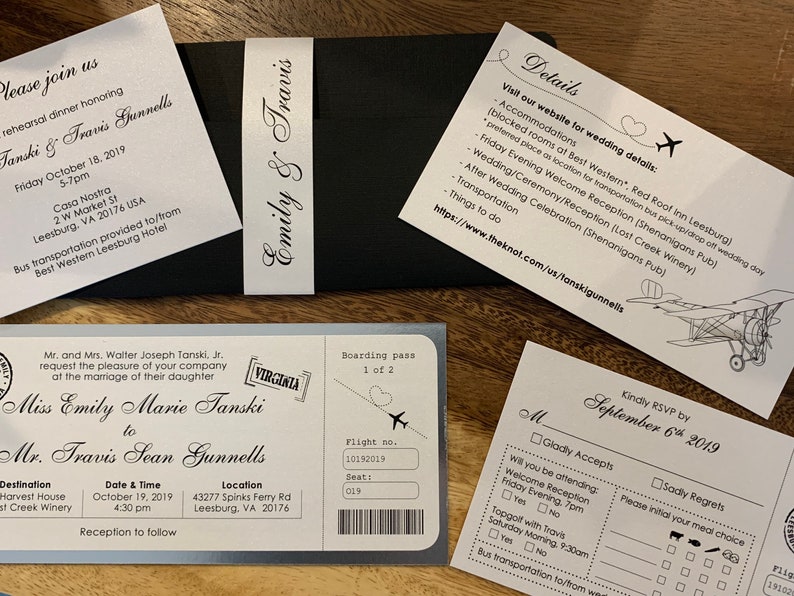 Please join us
rehearsal dinner honoring
Tanski & Travis Gunnells
Friday October 18, 2019
5-7pm
Casa Nostra
2 W Market St
Leesburg, VA 20176 USA
Bus transportation provided to/from
Best Western Leesburg Hotel
Emily & Travis
Details
Visit our website for wedding details:
- Accommodations
(blocked rooms at Best Western*, Red Roof Inn Leesburg)
*preferred place as location for transportation bus pick-up/drop off wedding day
- Friday Evening Welcome Reception (Shenanigans Pub)
- Wedding/Ceremony/Reception (Lost Creek Winery)
- After Wedding Celebration (Shenanigans Pub)
- Transportation
- Things to do
https://www.theknot.com/us/tanskigunnells
Mr. and Mrs. Walter Joseph Tanski, Jr.
request the pleasure of your company
at the marriage of their daughter
VIRGINIA
Miss Emily Marie Tanski
to
Mr. Travis Sean Gunnells
Destination
Harvest House
st Creek Winery
Date & Time
October 19, 2019
4:30 pm
Location
43277 Spinks Ferry Rd
Leesburg, VA 20176
Reception to follow
Boarding pass
1 of 2
Flight no.
10192019
Seat:
O19
Kindly RSVP by
September 6th 2019
M
Gladly Accepts
Sadly Regrets
Will you be attending:
Welcome Reception
Friday Evening, 7pm
Yes No
Topgolf with Travis
Saturday Morning, 9:30am
Yes No
Bus transportation to/from
Please initial your meal choice
Flight